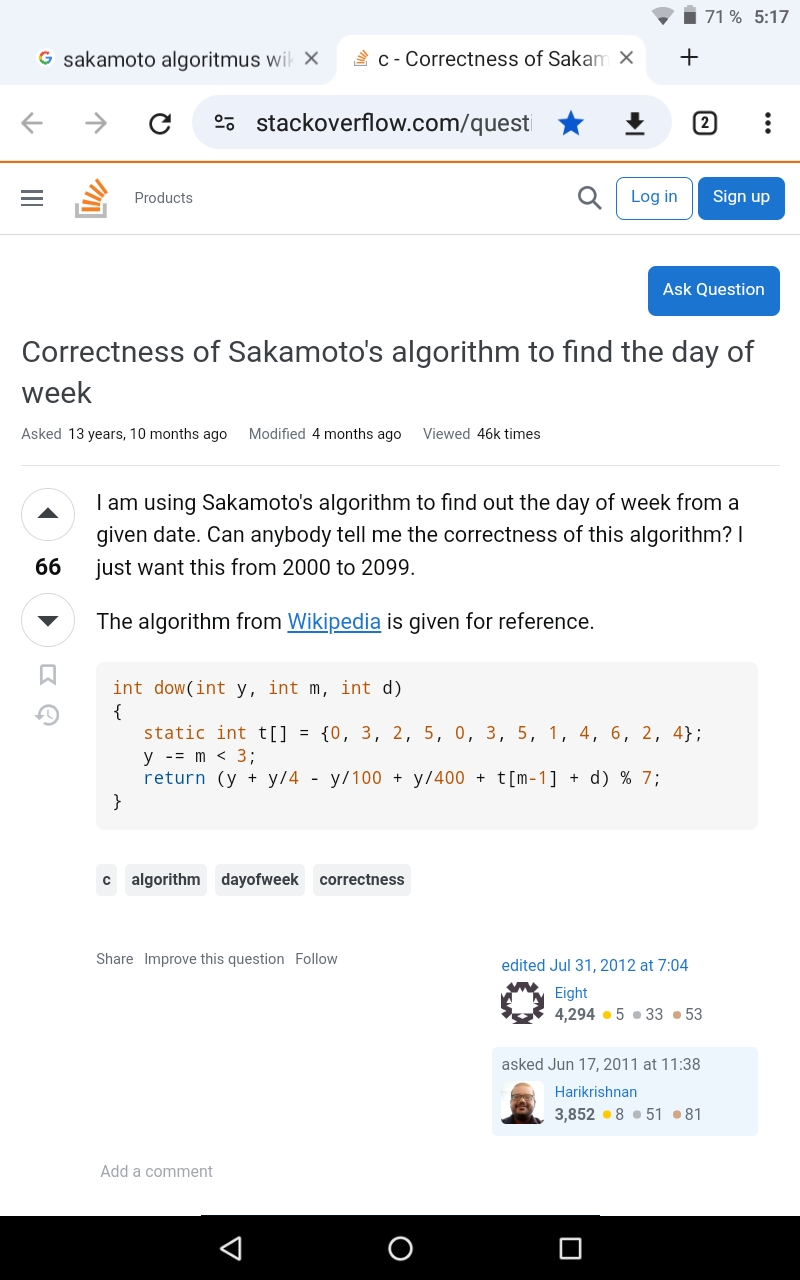 71 % 5:17
sakamoto algoritmus wik
c - Correctness of Sakam
stackoverflow.com/questi
2
Products
Log in
Sign up
Ask Question
Correctness of Sakamoto's algorithm to find the day of
week
Asked 13 years, 10 months ago Modified 4 months ago Viewed 46k times
I am using Sakamoto's algorithm to find out the day of week from a
given date. Can anybody tell me the correctness of this algorithm? I
66
just want this from 2000 to 2099.
The algorithm from Wikipedia is given for reference.
int dow(int y, int m, int d)
{
static int t[] = {0, 3, 2, 5, 0, 3, 5, 1, 4, 6, 2, 4};
y -= m < 3;
return (y + y/4 - y/100 + y/400 + t[m-1] + d) % 7;
}
c algorithm dayofweek correctness
Share Improve this question Follow
edited Jul 31, 2012 at 7:04
Eight
4,294 5 33 53
asked Jun 17, 2011 at 11:38
Harikrishnan
3,852 8 51 81
Add a comment